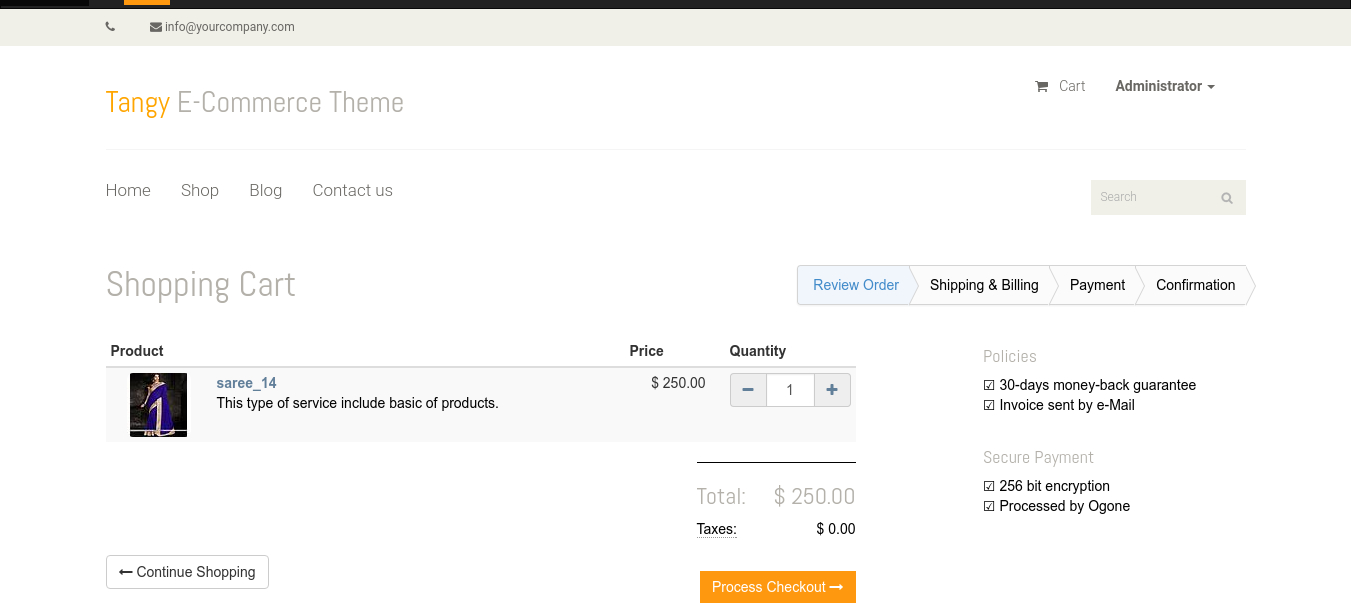 info@yourcompany.com
Tangy E-Commerce Theme
Cart
Administrator
Home Shop Blog Contact us
Search
Shopping Cart
Review Order Shipping & Billing Payment Confirmation
Product Price Quantity
saree_14 $ 250.00 1
This type of service include basic of products.
Total: $ 250.00
Taxes: $ 0.00
Continue Shopping
Process Checkout
Policies
30-days money-back guarantee
Invoice sent by e-Mail
Secure Payment
256 bit encryption
Processed by Ogone